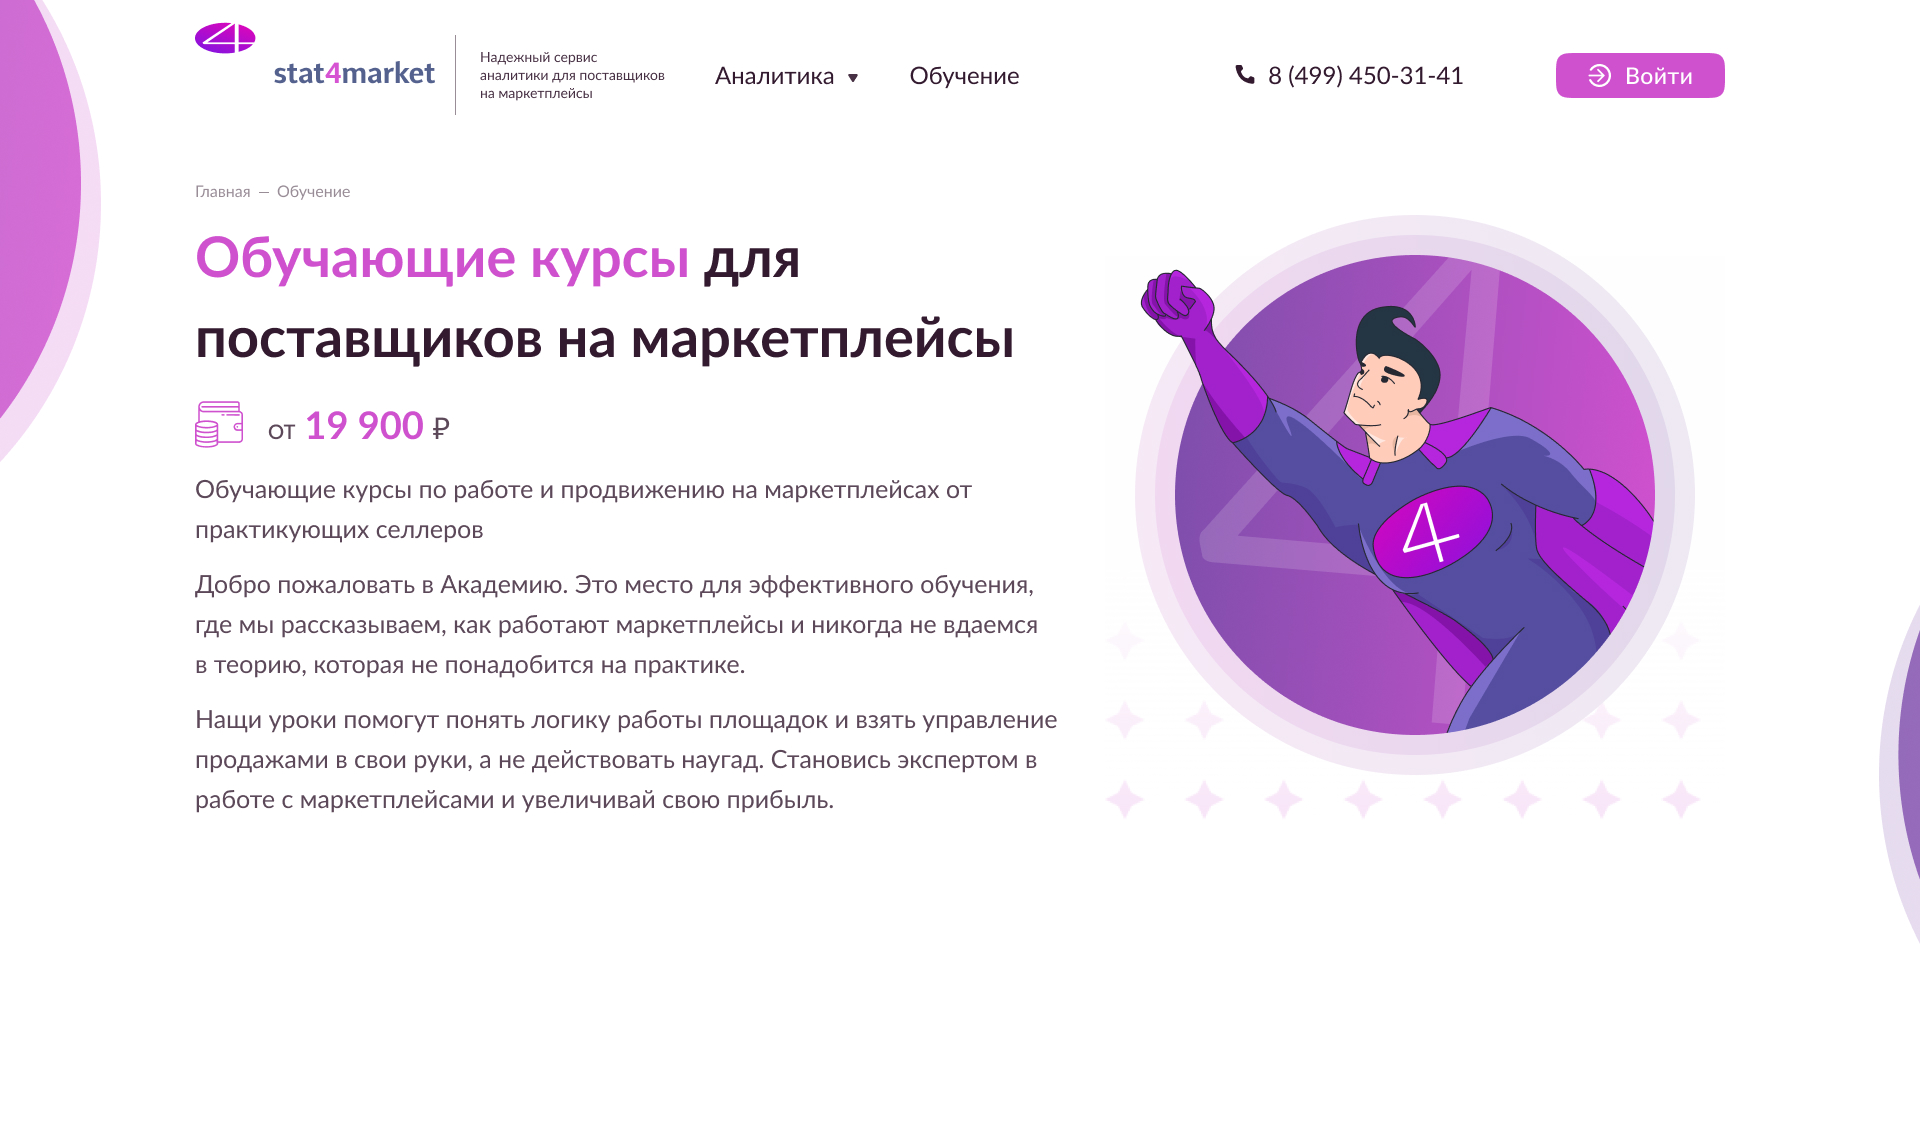 stat4market
Надежный сервис
аналитики для поставщиков
на маркетплейсы
Аналитика
Обучение
8 (499) 450-31-41
Войти
Главная — Обучение
Обучающие курсы для
поставщиков на маркетплейсы
от 19 900 ₽
Обучающие курсы по работе и продвижению на маркетплейсах от
практикующих селлеров
Добро пожаловать в Академию. Это место для эффективного обучения,
где мы рассказываем, как работают маркетплейсы и никогда не вдаемся
в теорию, которая не понадобится на практике.
Нащи уроки помогут понять логику работы площадок и взять управление
продажами в свои руки, а не действовать наугад. Становись экспертом в
работе с маркетплейсами и увеличивай свою прибыль.
4